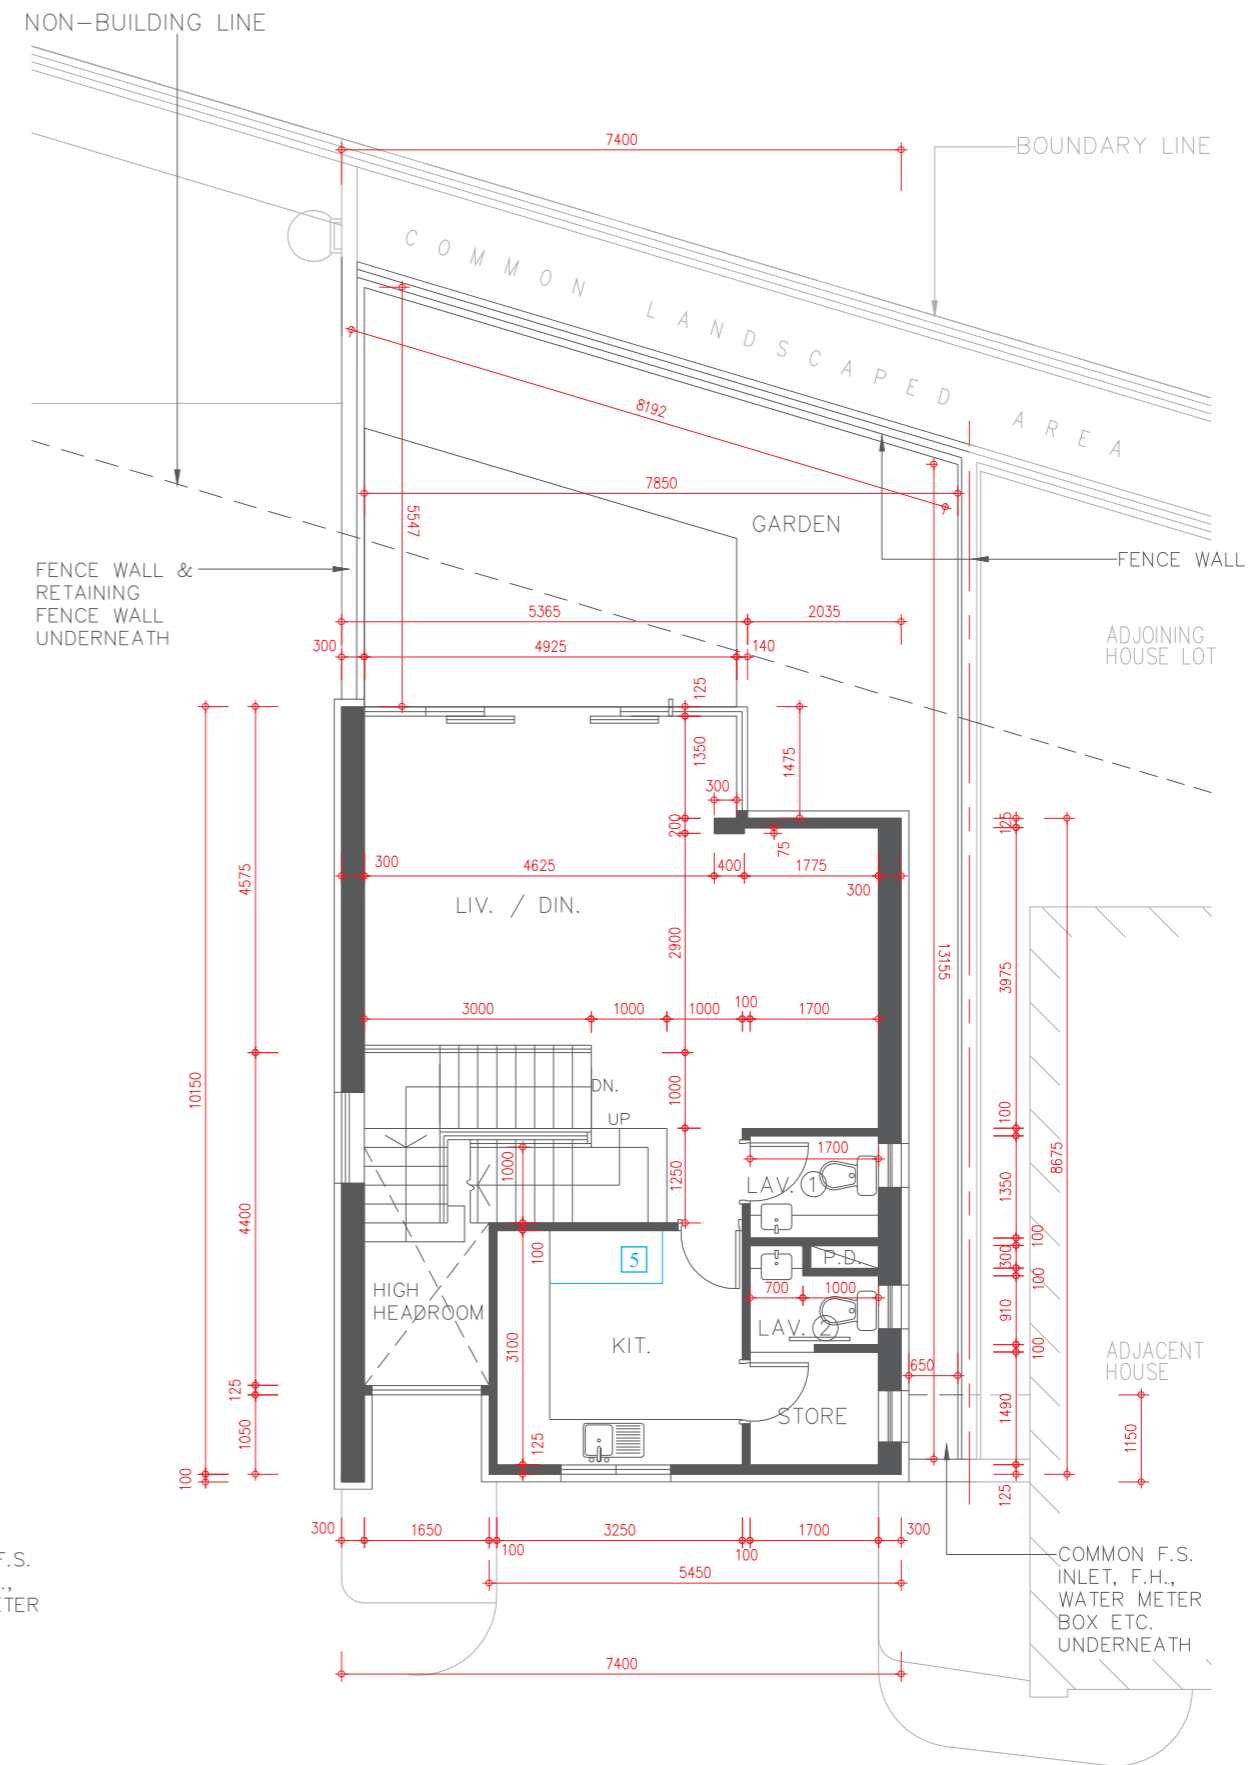 NON-BUILDING LINE
7400
BOUNDARY LINE
COMMON LANDSCAPED AREA
8192
7850
5547
GARDEN
FENCE WALL
FENCE WALL &
RETAINING
FENCE WALL
UNDERNEATH
ADJOINING
HOUSE LOT
5365
2035
300
4925
140
125
1350
1475
300
200
75
125
300
4625
400
1775
300
4575
LIV. / DIN.
2900
13155
3975
3000
1000
1000
100
1700
10150
1000
DN.
UP
100
8675
1000
1250
1700
LAV. 1
1350
4400
100
5
P.D.
100
300
100
HIGH
HEADROOM
700
1000
910
3100
KIT.
LAV. 2
100
ADJACENT
HOUSE
650
125
STORE
1490
1050
125
1150
100
125
300
1650
100
3250
100
1700
300
5450
F.S.
.,
ETER
COMMON F.S.
INLET, F.H.,
WATER METER
BOX ETC.
UNDERNEATH
7400